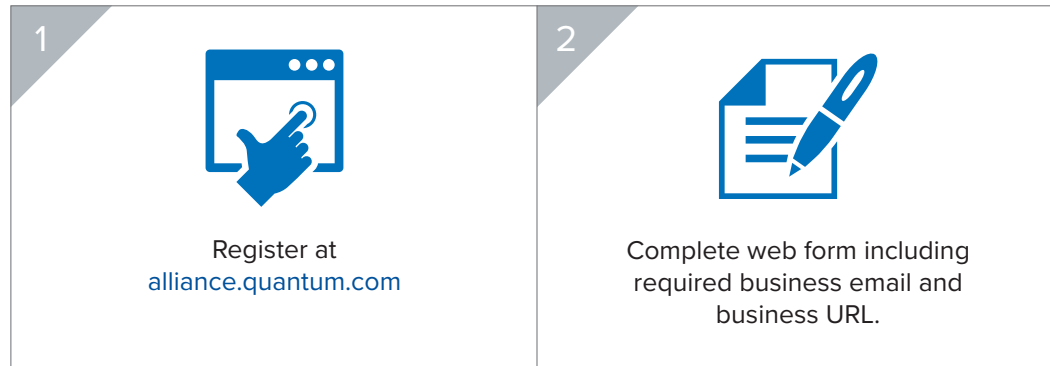 1
Register at
alliance.quantum.com
2
Complete web form including
required business email and
business URL.